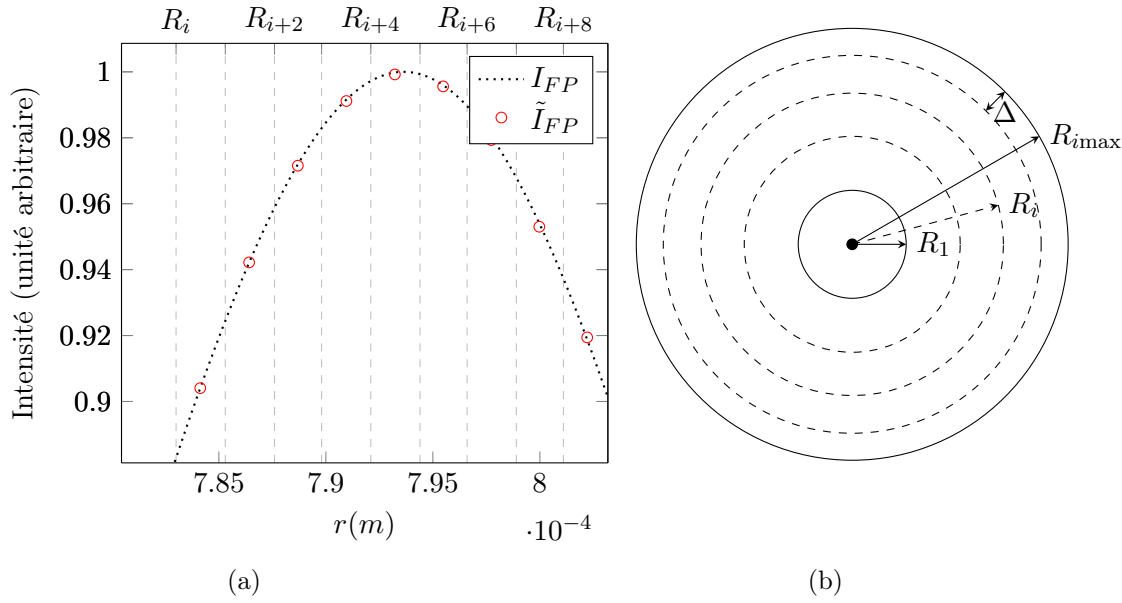 R_i R_{i+2} R_{i+4} R_{i+6} R_{i+8}
1
0.98
0.96
0.94
0.92
0.9
Intensité (unité arbitraire)
I_{FP}
Ĩ_{FP}
7.85 7.9 7.95 8
r(m)
·10^{-4}
(a)
Δ
R_{imax}
R_i
R_1
(b)